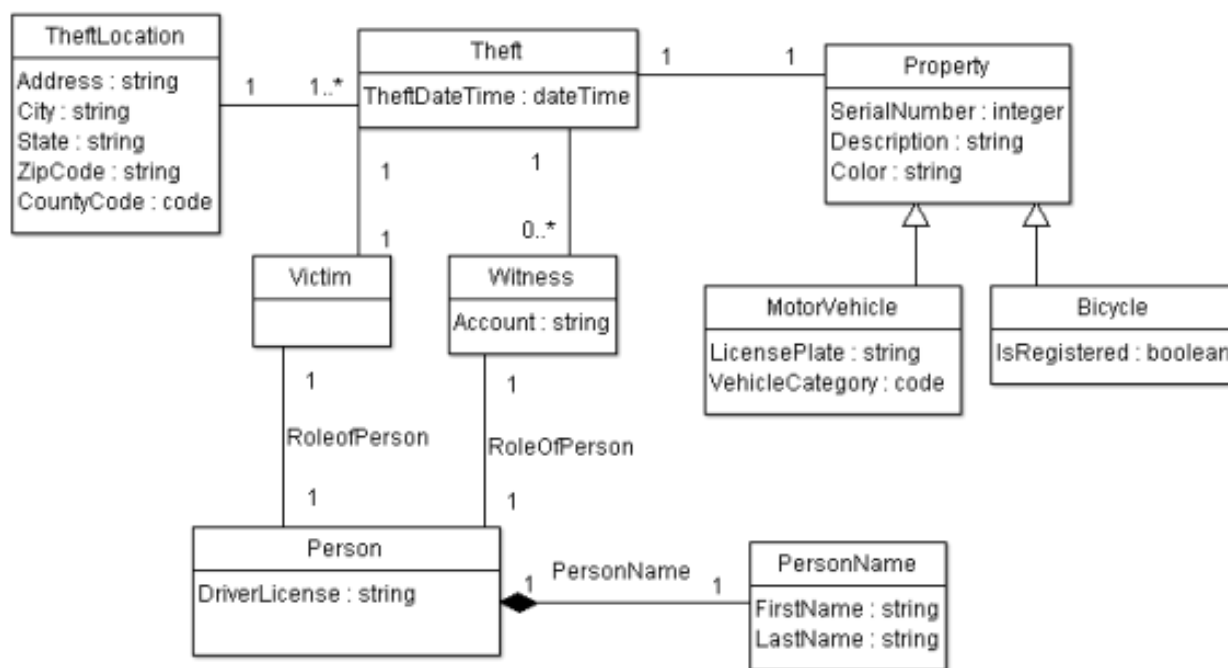 TheftLocation
Address : string
City : string
State : string
ZipCode : string
CountyCode : code
1
1..*
Theft
TheftDateTime : dateTime
1
1
Property
SerialNumber : integer
Description : string
Color : string
1
1
1
0..*
Victim
Witness
Account : string
MotorVehicle
LicensePlate : string
VehicleCategory : code
Bicycle
IsRegistered : boolean
1
RoleofPerson
1
1
RoleOfPerson
1
Person
DriverLicense : string
1
PersonName
1
PersonName
FirstName : string
LastName : string